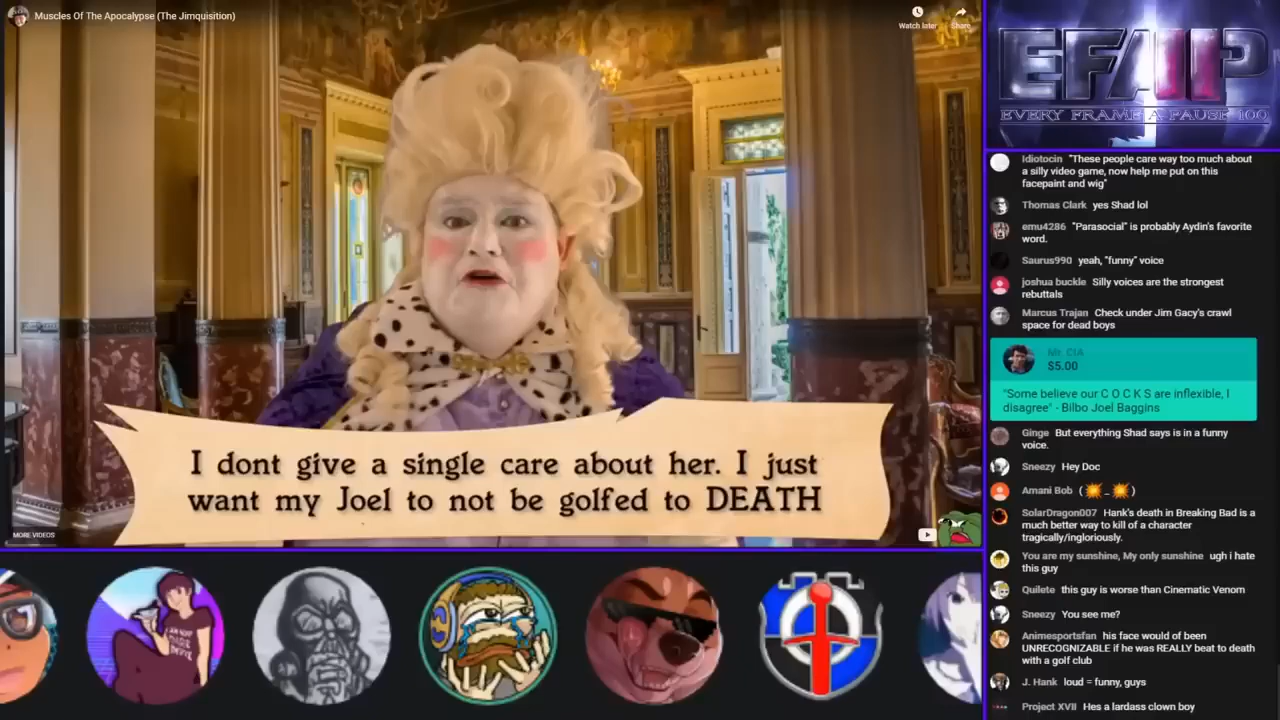 Muscles Of The Apocalypse (The Jimquisition)
Watch later
Share
I dont give a single care about her. I just
want my Joel to not be golfed to DEATH
MORE VIDEOS
EFAP
EVERY FRAME A PAUSE 100
Idiotocin "These people care way too much about
a silly video game, now help me put on this
facepaint and wig"
Thomas Clark yes Shad lol
emu4286 "Parasocial" is probably Aydin's favorite
word.
Saurus990 yeah, "funny" voice
joshua buckle Silly voices are the strongest
rebuttals
Marcus Trajan Check under Jim Gacy's crawl
space for dead boys
Mr. CIA
$5.00
"Some believe our C O C K S are inflexible, I
disagree" - Bilbo Joel Baggins
Ginge But everything Shad says is in a funny
voice.
Sneezy Hey Doc
Amani Bob ( _ )
SolarDragon007 Hank's death in Breaking Bad is a
much better way to kill of a character
tragically/ingloriously.
You are my sunshine, My only sunshine ugh i hate
this guy
Quilete this guy is worse than Cinematic Venom
Sneezy You see me?
Animesportsfan his face would of been
UNRECOGNIZABLE if he was REALLY beat to death
with a golf club
J. Hank loud = funny, guys
Project XVII Hes a lardass clown boy